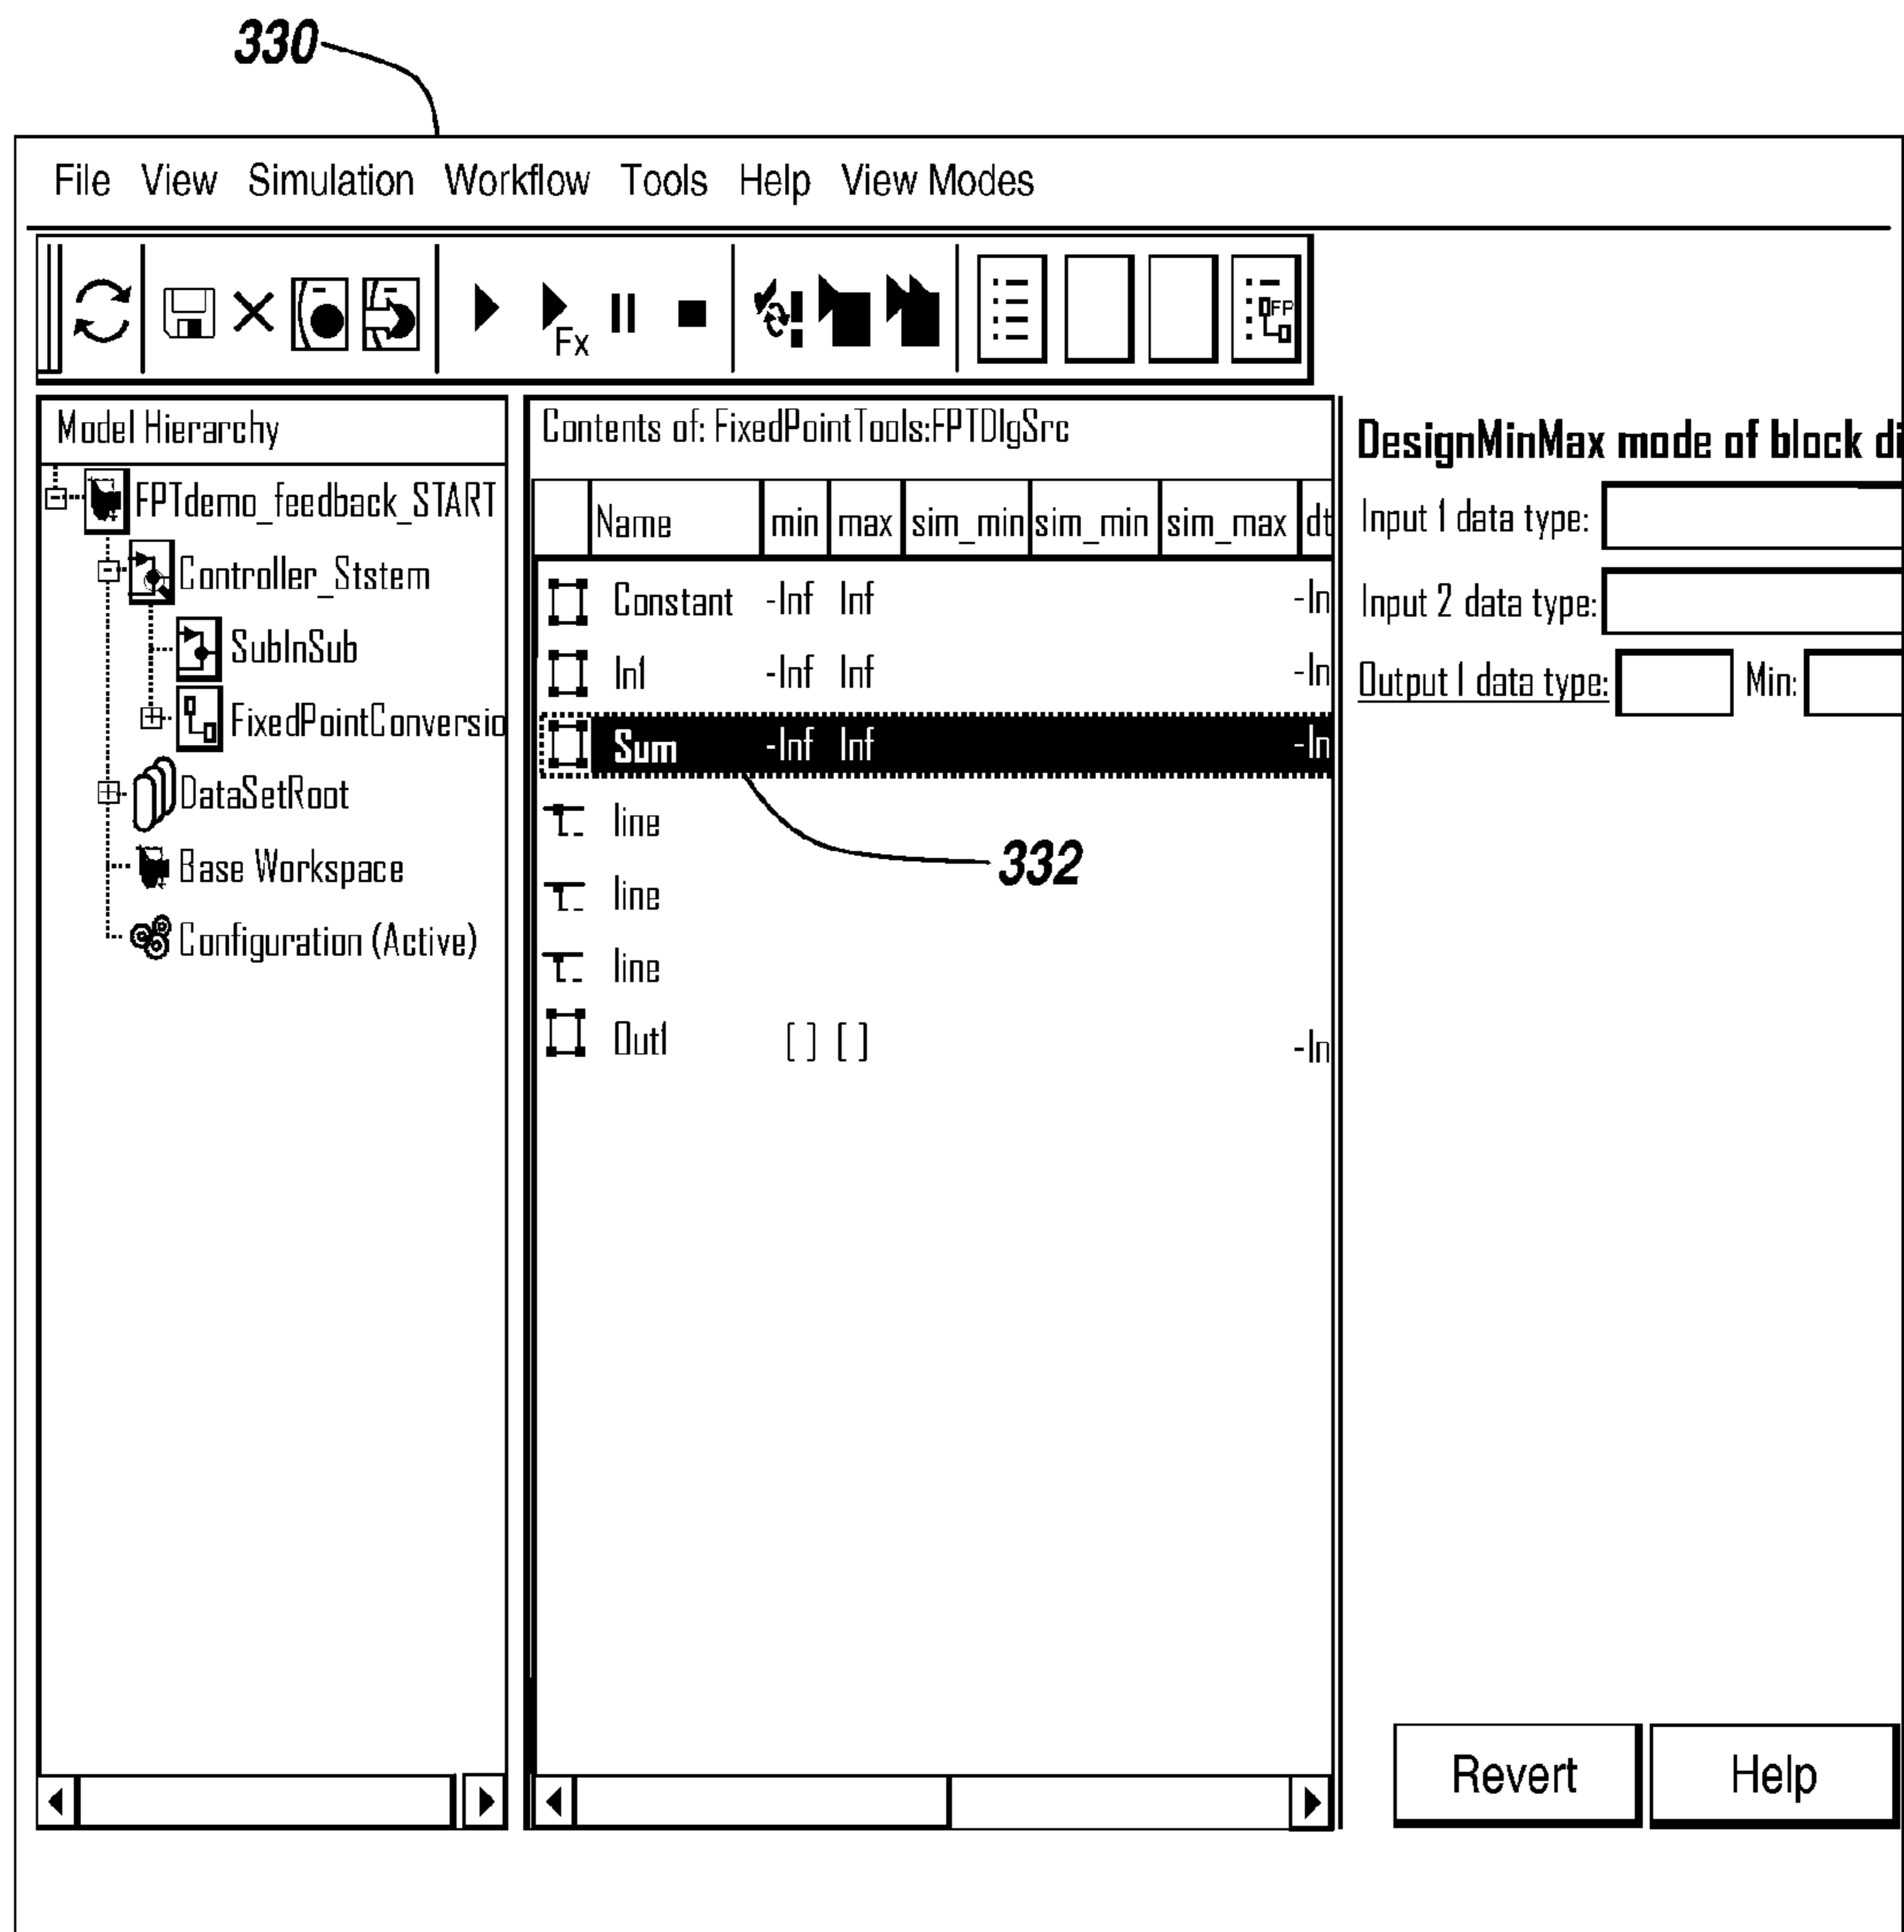 330
File View Simulation Workflow Tools Help View Modes
Fx
FP
Model Hierarchy
FPTdemo_feedback_START
Controller_Ststem
SubInSub
FixedPointConversio
DataSetRoot
Base Workspace
Configuration (Active)
Contents of: FixedPointTools:FPTDlgSrc
Name min max sim_min sim_min sim_max dt
Constant -Inf Inf -In
In1 -Inf Inf -In
Sum -Inf Inf -In
line
332
line
line
Out1 [ ] [ ] -In
DesignMinMax mode of block di
Input 1 data type:
Input 2 data type:
Output 1 data type: Min:
Revert Help